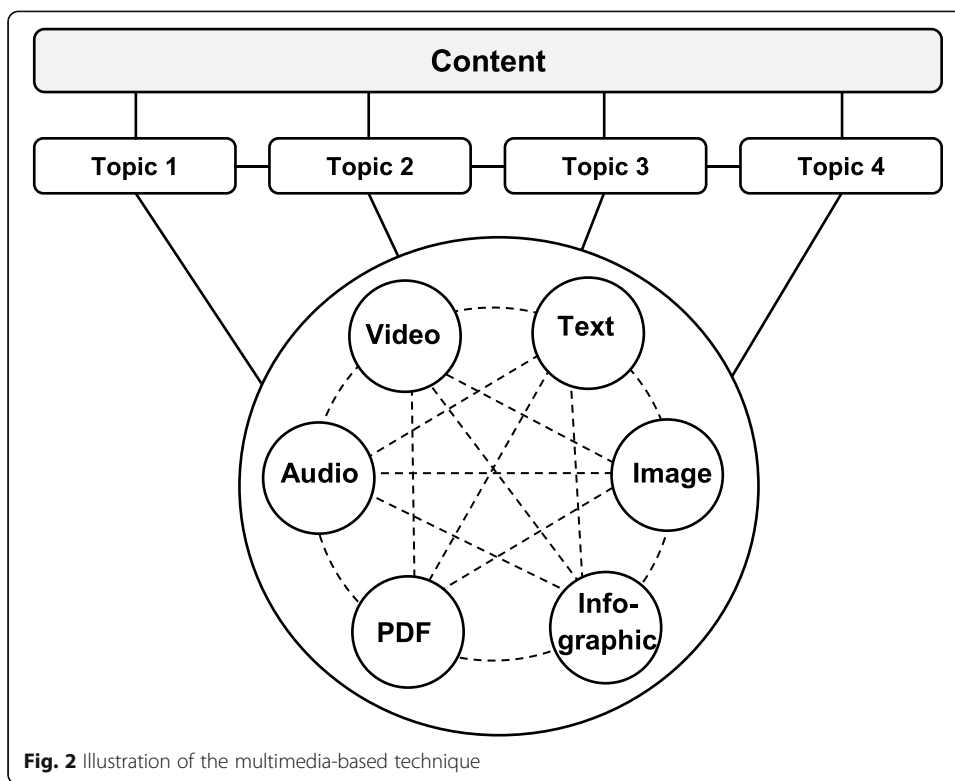 Content
Topic 1
Topic 2
Topic 3
Topic 4
Video
Text
Audio
Image
PDF
Info-
graphic
Fig. 2 Illustration of the multimedia-based technique